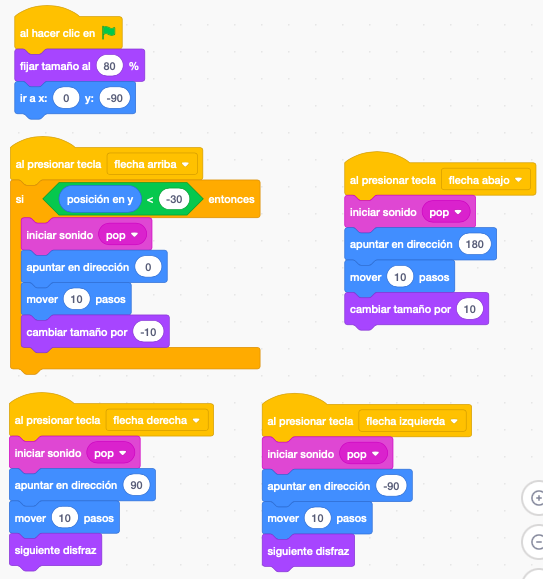 al hacer clic en
fijar tamaño al 80 %
ir a x: 0 y: -90
al presionar tecla flecha arriba
si posición en y < -30 entonces
iniciar sonido pop
apuntar en dirección 0
mover 10 pasos
cambiar tamaño por -10
al presionar tecla flecha abajo
iniciar sonido pop
apuntar en dirección 180
mover 10 pasos
cambiar tamaño por 10
al presionar tecla flecha derecha
iniciar sonido pop
apuntar en dirección 90
mover 10 pasos
siguiente disfraz
al presionar tecla flecha izquierda
iniciar sonido pop
apuntar en dirección -90
mover 10 pasos
siguiente disfraz